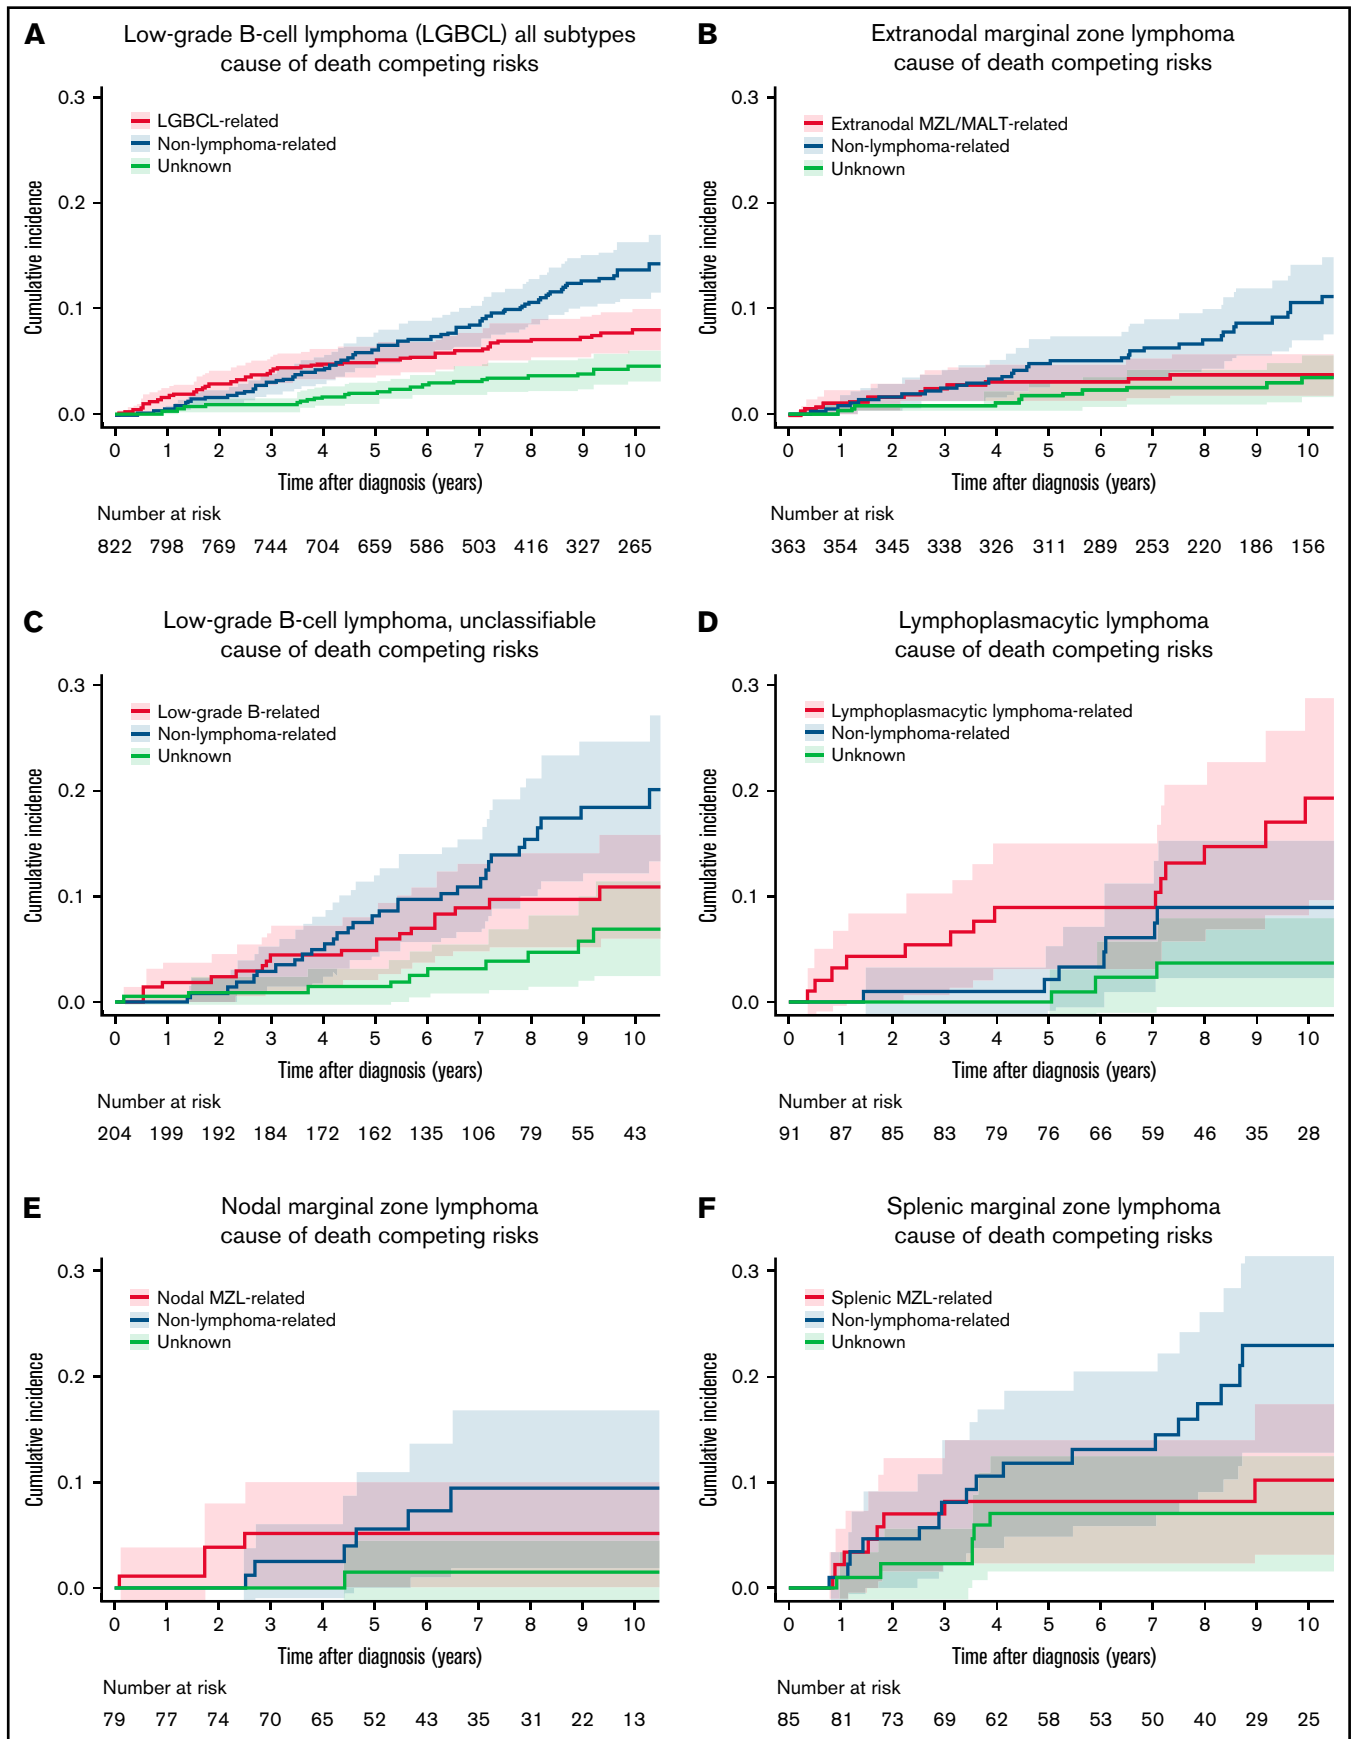 A
Low-grade B-cell lymphoma (LGBCL) all subtypes
cause of death competing risks
0.3
0.2
0.1
0.0
Cumulative incidence
LGBCL-related
Non-lymphoma-related
Unknown
0 1 2 3 4 5 6 7 8 9 10
Time after diagnosis (years)
Number at risk
822 798 769 744 704 659 586 503 416 327 265
B
Extranodal marginal zone lymphoma
cause of death competing risks
0.3
0.2
0.1
0.0
Cumulative incidence
Extranodal MZL/MALT-related
Non-lymphoma-related
Unknown
0 1 2 3 4 5 6 7 8 9 10
Time after diagnosis (years)
Number at risk
363 354 345 338 326 311 289 253 220 186 156
C
Low-grade B-cell lymphoma, unclassifiable
cause of death competing risks
0.3
0.2
0.1
0.0
Cumulative incidence
Low-grade B-related
Non-lymphoma-related
Unknown
0 1 2 3 4 5 6 7 8 9 10
Time after diagnosis (years)
Number at risk
204 199 192 184 172 162 135 106 79 55 43
D
Lymphoplasmacytic lymphoma
cause of death competing risks
0.3
0.2
0.1
0.0
Cumulative incidence
Lymphoplasmacytic lymphoma-related
Non-lymphoma-related
Unknown
0 1 2 3 4 5 6 7 8 9 10
Time after diagnosis (years)
Number at risk
91 87 85 83 79 76 66 59 46 35 28
E
Nodal marginal zone lymphoma
cause of death competing risks
0.3
0.2
0.1
0.0
Cumulative incidence
Nodal MZL-related
Non-lymphoma-related
Unknown
0 1 2 3 4 5 6 7 8 9 10
Time after diagnosis (years)
Number at risk
79 77 74 70 65 52 43 35 31 22 13
F
Splenic marginal zone lymphoma
cause of death competing risks
0.3
0.2
0.1
0.0
Cumulative incidence
Splenic MZL-related
Non-lymphoma-related
Unknown
0 1 2 3 4 5 6 7 8 9 10
Time after diagnosis (years)
Number at risk
85 81 73 69 62 58 53 50 40 29 25